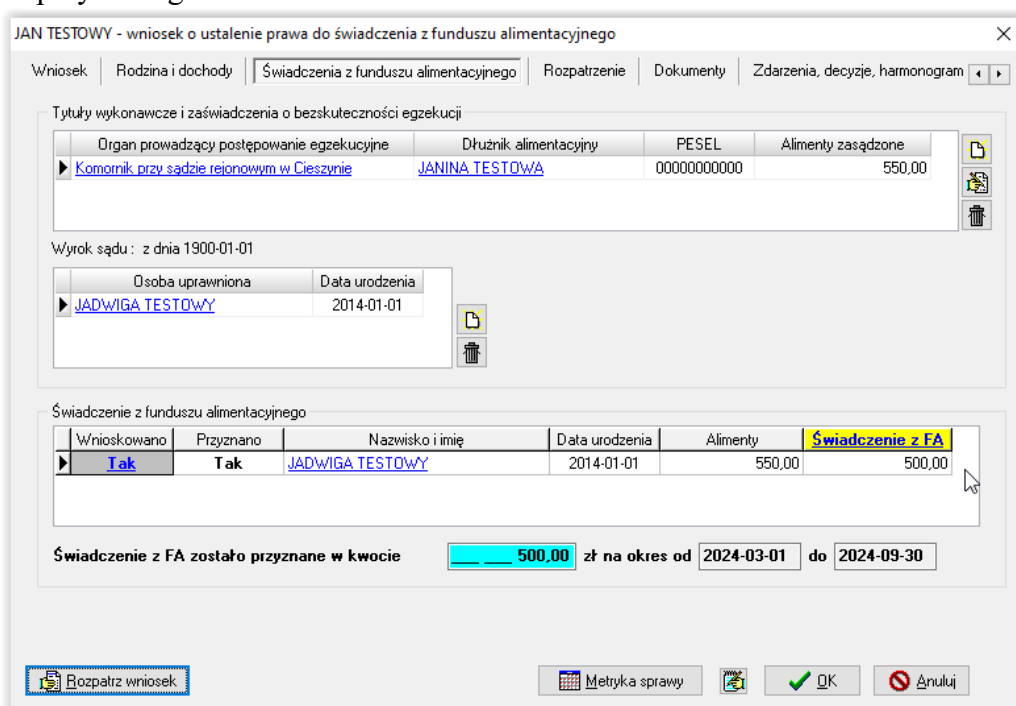 JAN TESTOWY - wniosek o ustalenie prawa do świadczenia z funduszu alimentacyjnego
Wniosek Rodzina i dochody Świadczenia z funduszu alimentacyjnego Rozpatrzenie Dokumenty Zdarzenia, decyzje, harmonogram
Tytuły wykonawcze i zaświadczenia o bezskuteczności egzekucji
Organ prowadzący postępowanie egzekucyjne Dłużnik alimentacyjny PESEL Alimenty zasądzone
Komornik przy sądzie rejonowym w Cieszynie JANINA TESTOWA 00000000000 550,00
Wyrok sądu : z dnia 1900-01-01
Osoba uprawniona Data urodzenia
JADWIGA TESTOWY 2014-01-01
Świadczenie z funduszu alimentacyjnego
Wnioskowano Przyznano Nazwisko i imię Data urodzenia Alimenty Świadczenie z FA
Tak Tak JADWIGA TESTOWY 2014-01-01 550,00 500,00
Świadczenie z FA zostało przyznane w kwocie ___ ___ 500,00 zł na okres od 2024-03-01 do 2024-09-30
Rozpatrz wniosek Metryka sprawy OK Anuluj